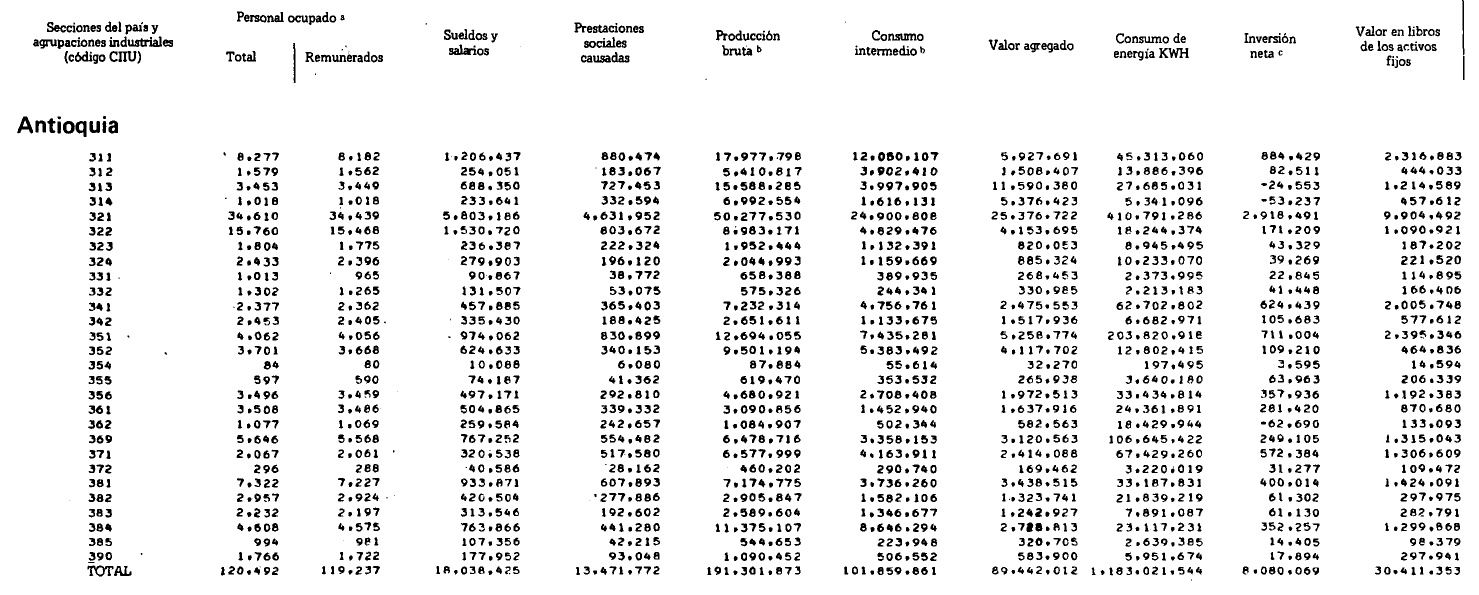 Secciones del país y agrupaciones industriales (código CIIU) Personal ocupado a Total Remunerados Sueldos y salarios Prestaciones sociales causadas Producción bruta b Consumo intermedio b Valor agregado Consumo de energía KWH Inversión neta c Valor en libros de los activos fijos
Antioquia
311 8.277 8.182 1.206.437 880.474 17.977.798 12.050.107 5.927.691 45.313.060 884.429 2.316.883
312 1.579 1.562 254.051 183.067 5.410.817 3.902.410 1.508.407 13.886.396 82.511 444.033
313 3.453 3.449 688.350 727.453 15.588.285 3.997.905 11.590.380 27.685.031 -24.553 1.214.589
314 1.018 1.018 233.641 332.594 6.992.554 1.616.131 5.376.423 5.341.096 -53.237 457.612
321 34.610 34.439 5.803.186 4.631.952 50.277.530 24.900.808 25.376.722 410.791.286 2.918.491 9.904.492
322 15.760 15.468 1.530.720 803.672 8.983.171 4.829.476 4.153.695 18.244.374 171.209 1.090.921
323 1.804 1.775 236.387 222.324 1.952.444 1.132.391 820.053 8.945.495 43.329 187.202
324 2.433 2.396 279.903 196.120 2.044.993 1.159.669 885.324 10.233.070 39.269 221.520
331 1.013 965 90.867 38.772 658.388 389.935 268.453 2.373.995 22.845 114.895
332 1.302 1.265 131.507 53.075 575.326 244.341 330.985 2.213.183 41.448 166.406
341 2.377 2.362 457.885 365.403 7.232.314 4.756.761 2.475.553 62.702.802 624.439 2.005.748
342 2.453 2.405 335.430 188.425 2.651.611 1.133.675 1.517.936 6.682.971 105.683 577.612
351 4.062 4.056 974.062 830.899 12.694.055 7.435.281 5.258.774 203.820.918 711.004 2.395.346
352 3.701 3.668 624.633 340.153 9.501.194 5.383.492 4.117.702 12.802.415 109.210 464.836
354 84 80 10.088 6.080 87.884 55.614 32.270 197.495 3.595 14.594
355 597 590 74.187 41.362 619.470 353.532 265.938 3.640.180 63.963 206.339
356 3.496 3.459 497.171 292.810 4.680.921 2.708.408 1.972.513 33.434.814 357.936 1.192.383
361 3.508 3.486 504.865 339.332 3.090.856 1.452.940 1.637.916 24.361.891 281.420 870.680
362 1.077 1.069 259.584 242.657 1.084.907 502.344 582.563 18.429.944 -62.690 133.093
369 5.646 5.568 767.252 554.482 6.478.716 3.358.153 3.120.563 106.645.422 249.105 1.315.043
371 2.067 2.061 320.538 517.580 6.577.999 4.163.911 2.414.088 67.429.260 572.384 1.306.609
372 296 288 40.586 28.162 460.202 290.740 169.462 3.220.019 31.277 109.472
381 7.322 7.227 933.871 607.893 7.174.775 3.736.260 3.438.515 33.187.831 400.014 1.424.091
382 2.957 2.924 420.504 277.886 2.905.847 1.582.106 1.323.741 21.839.219 61.302 297.975
383 2.232 2.197 313.546 192.602 2.589.604 1.346.677 1.242.927 7.891.087 61.130 282.791
384 4.608 4.575 763.866 441.280 11.375.107 8.646.294 2.728.813 23.117.231 352.257 1.299.868
385 994 981 107.356 42.215 544.653 223.948 320.705 2.639.385 14.405 98.379
390 1.766 1.722 177.952 93.048 1.090.452 506.552 583.900 5.951.674 17.894 297.941
TOTAL 120.492 119.237 18.038.425 13.471.772 191.301.873 101.859.861 89.442.012 1.183.021.544 8.080.069 30.411.353